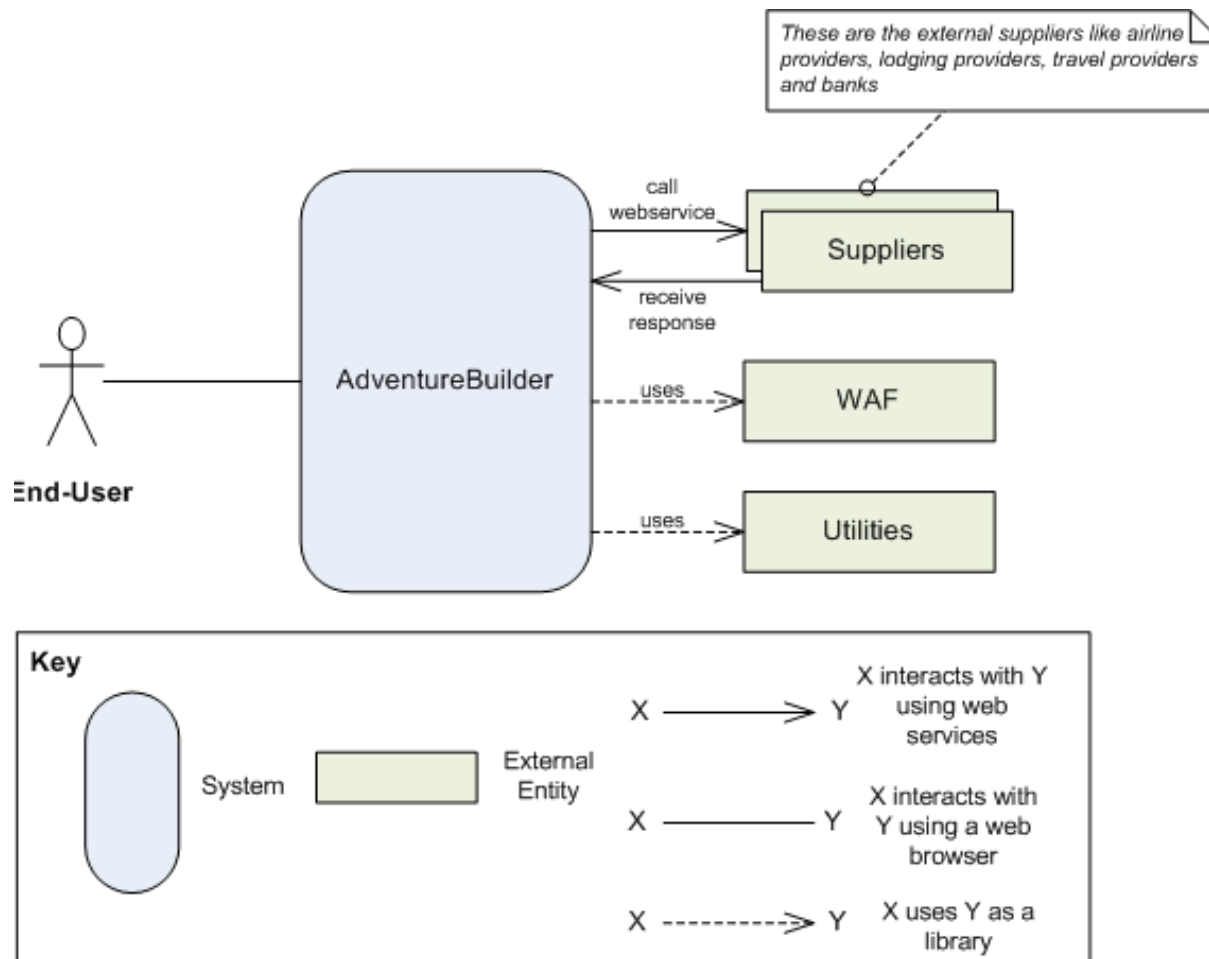 These are the external suppliers like airline
providers, lodging providers, travel providers
and banks
call
webservice
Suppliers
receive
response
AdventureBuilder
uses
WAF
End-User
uses
Utilities
Key
System
External
Entity
X
Y
X interacts with Y
using web
services
X
Y
X interacts with
Y using a web
browser
X
Y
X uses Y as a
library